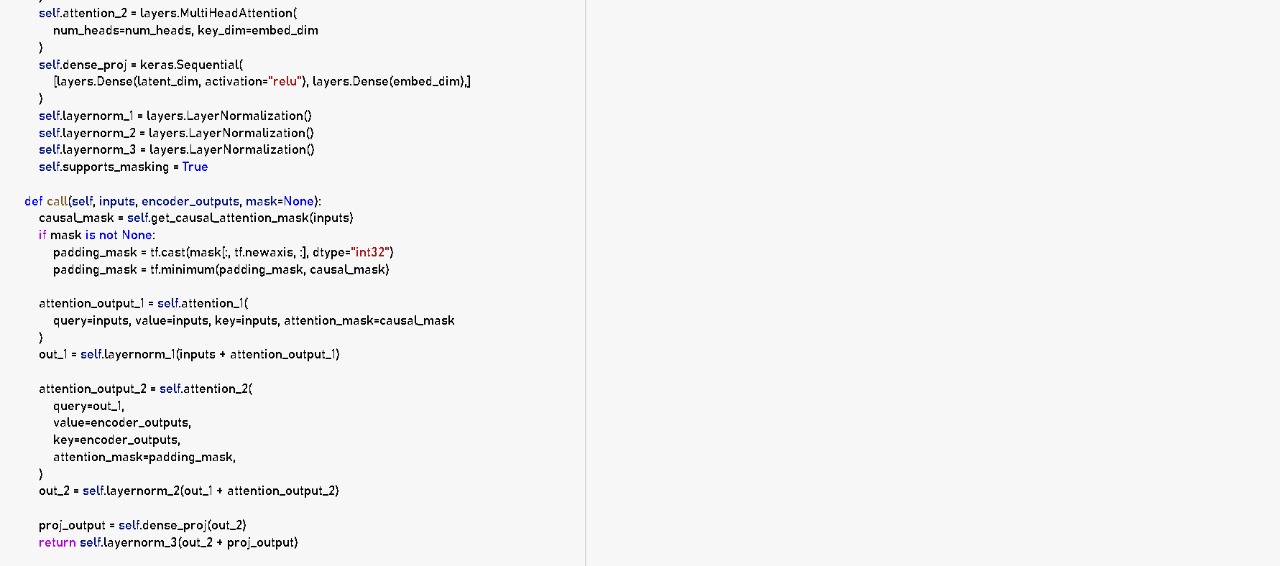 self.attention_2 = layers.MultiHeadAttention(
num_heads=num_heads, key_dim=embed_dim
)
self.dense_proj = keras.Sequential(
[layers.Dense(latent_dim, activation="relu"), layers.Dense(embed_dim),]
)
self.layernorm_1 = layers.LayerNormalization()
self.layernorm_2 = layers.LayerNormalization()
self.layernorm_3 = layers.LayerNormalization()
self.supports_masking = True
def call(self, inputs, encoder_outputs, mask=None):
causal_mask = self.get_causal_attention_mask(inputs)
if mask is not None:
padding_mask = tf.cast(mask[:, tf.newaxis, :], dtype="int32")
padding_mask = tf.minimum(padding_mask, causal_mask)
attention_output_1 = self.attention_1(
query=inputs, value=inputs, key=inputs, attention_mask=causal_mask
)
out_1 = self.layernorm_1(inputs + attention_output_1)
attention_output_2 = self.attention_2(
query=out_1,
value=encoder_outputs,
key=encoder_outputs,
attention_mask=padding_mask,
)
out_2 = self.layernorm_2(out_1 + attention_output_2)
proj_output = self.dense_proj(out_2)
return self.layernorm_3(out_2 + proj_output)